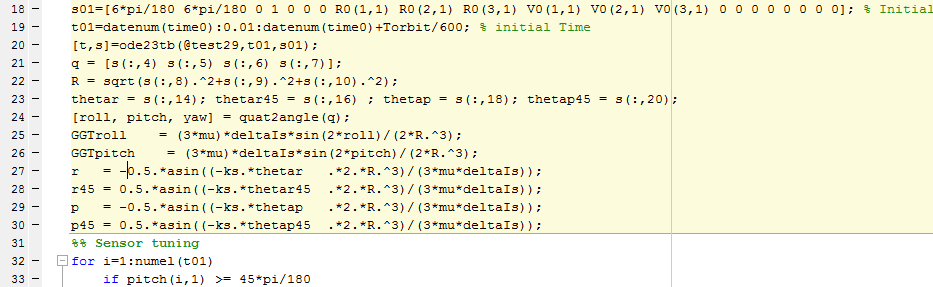 18 - s01=[6*pi/180 6*pi/180 0 1 0 0 0 R0(1,1) R0(2,1) R0(3,1) V0(1,1) V0(2,1) V0(3,1) 0 0 0 0 0 0 0 0]; % Initial
19 - t01=datenum(time0):0.01:datenum(time0)+Torbit/600; % initial Time
20 - [t,s]=ode23tb(@test29,t01,s01);
21 - q = [s(:,4) s(:,5) s(:,6) s(:,7)];
22 - R = sqrt(s(:,8).^2+s(:,9).^2+s(:,10).^2);
23 - thetar = s(:,14); thetar45 = s(:,16) ; thetap = s(:,18); thetap45 = s(:,20);
24 - [roll, pitch, yaw] = quat2angle(q);
25 - GGTroll    = (3*mu)*deltaIs*sin(2*roll)/(2*R.^3);
26 - GGTpitch    = (3*mu)*deltaIs*sin(2*pitch)/(2*R.^3);
27 - r   = -0.5.*asin((-ks.*thetar   .*2.*R.^3)/(3*mu*deltaIs));
28 - r45 = 0.5.*asin((-ks.*thetar45  .*2.*R.^3)/(3*mu*deltaIs));
29 - p   = -0.5.*asin((-ks.*thetap   .*2.*R.^3)/(3*mu*deltaIs));
30 - p45 = 0.5.*asin((-ks.*thetap45  .*2.*R.^3)/(3*mu*deltaIs));
31 %% Sensor tuning
32 - for i=1:numel(t01)
33 - if pitch(i,1) >= 45*pi/180